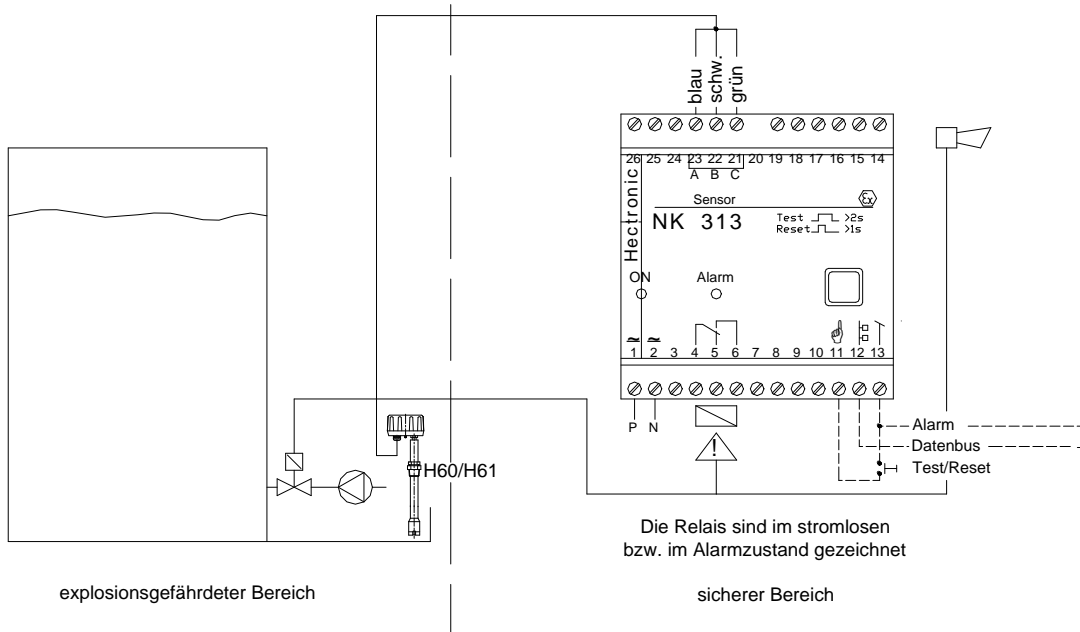 blau
schw.
grün
26 25 24 23 22 21 20 19 18 17 16 15 14
A B C
Hectronic
Sensor
Ex
NK 313
Test >2s
Reset >1s
ON
Alarm
1 2 3 4 5 6 7 8 9 10 11 12 13
P N
!
Alarm
Datenbus
Test/Reset
H60/H61
Die Relais sind im stromlosen
bzw. im Alarmzustand gezeichnet
explosionsgefährdeter Bereich
sicherer Bereich